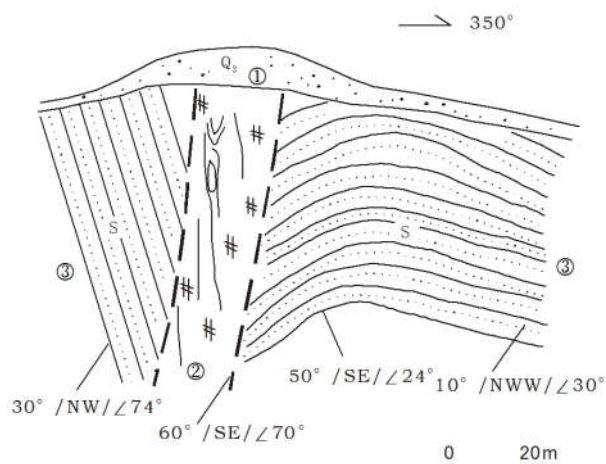 350°
Q₃
①
S
S
③
③
②
50° /SE/∠24°
10° /NWW/∠30°
30° /NW/∠74°
60° /SE/∠70°
0 20m